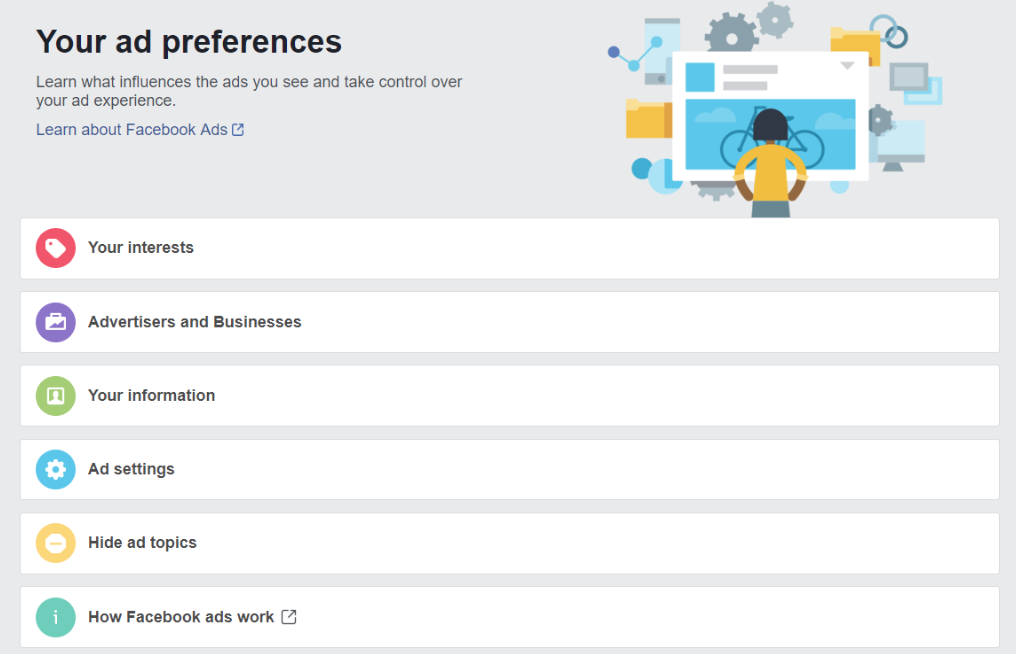 Your ad preferences
Learn what influences the ads you see and take control over
your ad experience.
Learn about Facebook Ads
Your interests
Advertisers and Businesses
Your information
Ad settings
Hide ad topics
How Facebook ads work